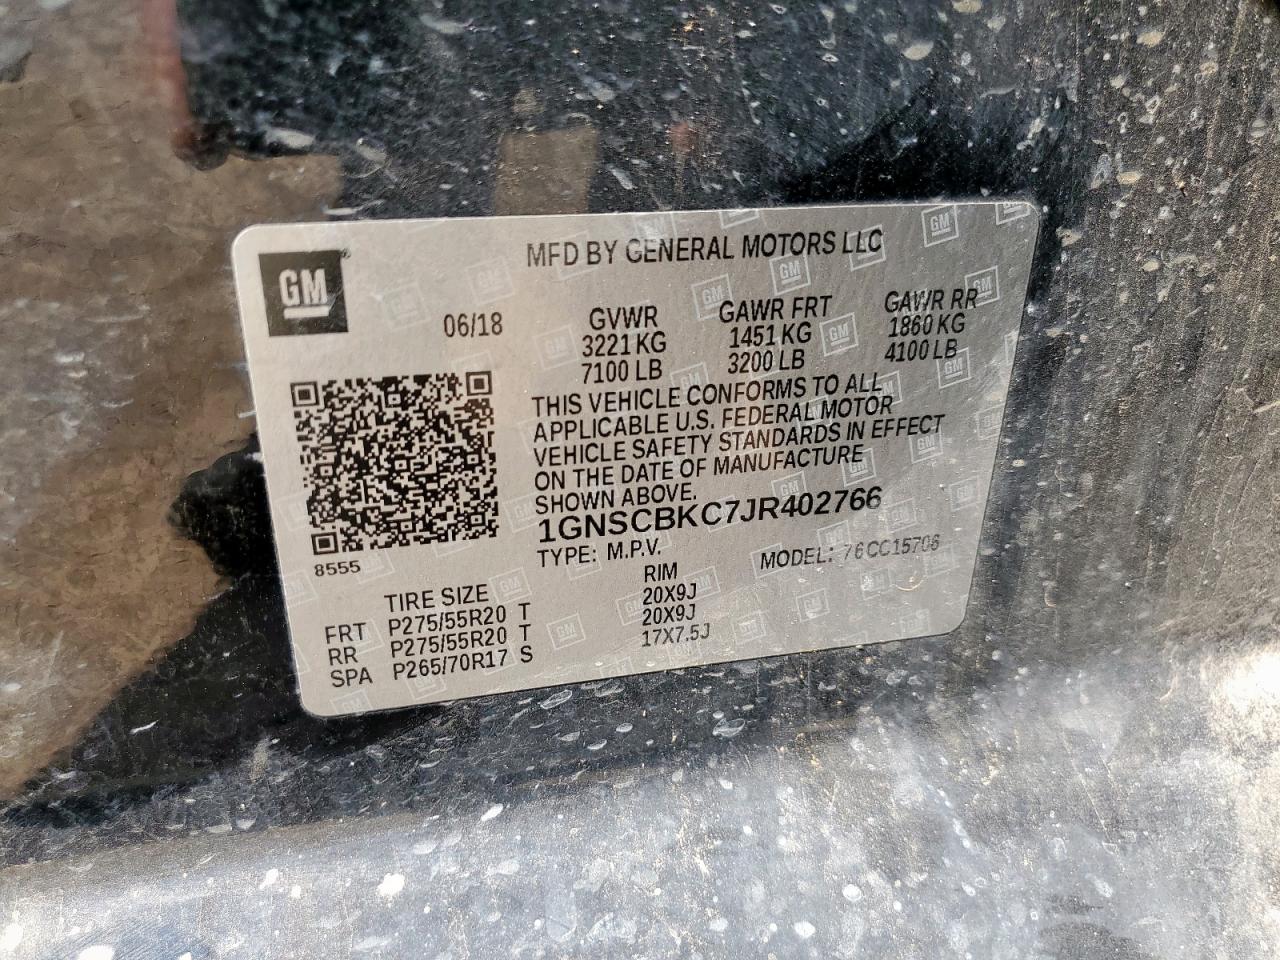 MFD BY GENERAL MOTORS LLC
GM
06/18
GVWR GAWR FRT GAWR RR
3221 KG 1451 KG 1860 KG
7100 LB 3200 LB 4100 LB
THIS VEHICLE CONFORMS TO ALL
APPLICABLE U.S. FEDERAL MOTOR
VEHICLE SAFETY STANDARDS IN EFFECT
ON THE DATE OF MANUFACTURE
SHOWN ABOVE.
1GNSCBKC7JR402766
TYPE: M.P.V. MODEL: 76CC15706
8555
TIRE SIZE RIM
FRT P275/55R20 T 20X9J
RR P275/55R20 T 20X9J
SPA P265/70R17 S 17X7.5J